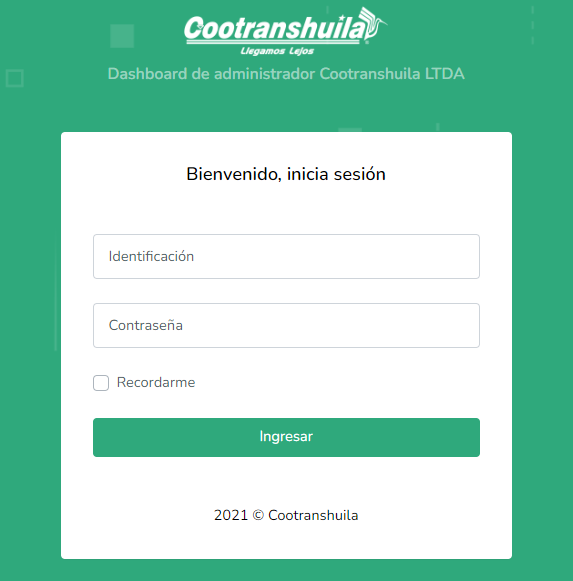 Cootranshuila
Llegamos Lejos
Dashboard de administrador Cootranshuila LTDA
Bienvenido, inicia sesión
Identificación
Contraseña
Recordarme
Ingresar
2021 © Cootranshuila